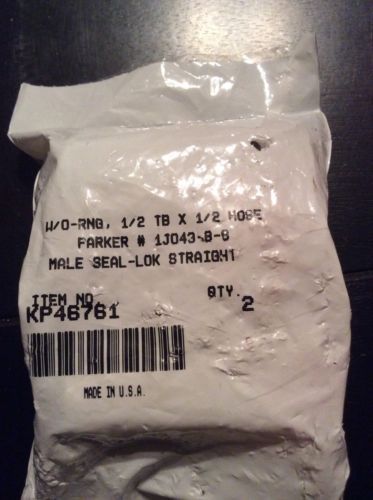 W/O-RNG, 1/2 TB X 1/2 HOSE
PARKER # 1J043-8-8
MALE SEAL-LOK STRAIGHT
ITEM NO.
QTY.
KP46761
2
MADE IN U.S.A.